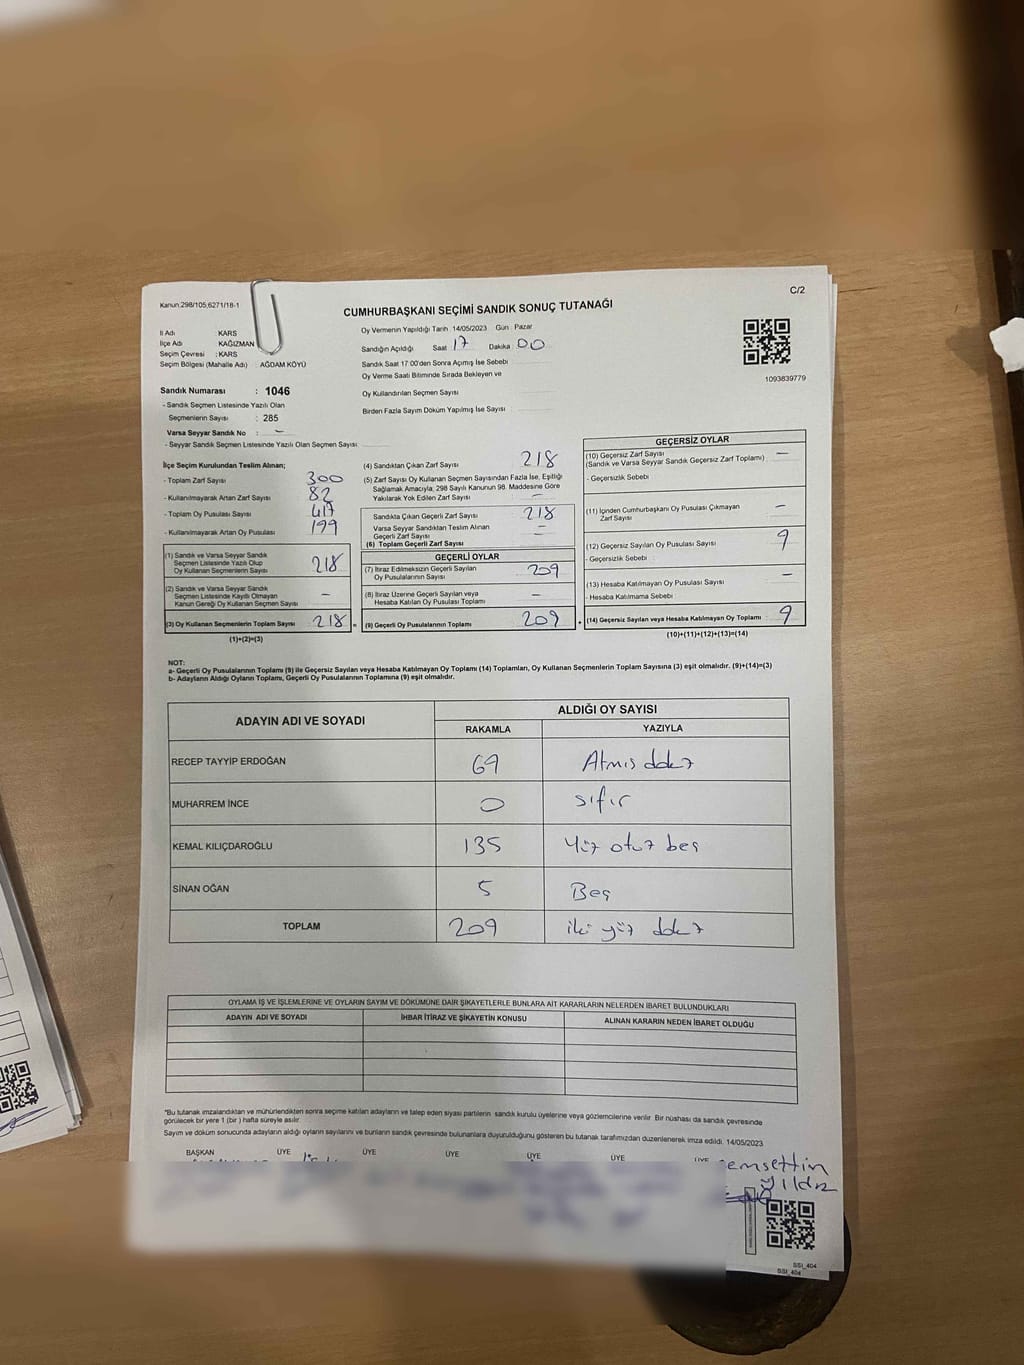 Kanun:298/105;6271/18-1
C/2
CUMHURBAŞKANI SEÇİMİ SANDIK SONUÇ TUTANAĞI
İl Adı KARS
İlçe Adı KAĞIZMAN
Seçim Çevresi : KARS
Seçim Bölgesi (Mahalle Adı) : AĞDAM KÖYÜ
Sandık Numarası : 1046
- Sandık Seçmen Listesinde Yazılı Olan
Seçmenlerin Sayısı : 285
Varsa Seyyar Sandık No : -
- Seyyar Sandık Seçmen Listesinde Yazılı Olan Seçmen Sayısı
Oy Vermenin Yapıldığı Tarih 14/05/2023 Gün : Pazar
Sandığın Açıldığı Saat 17 Dakika 00
Sandık Saat 17:00'den Sonra Açımış İse Sebebi
Oy Verme Saati Bitiminde Sırada Bekleyen ve
Oy Kullandırılan Seçmen Sayısı
Birden Fazla Sayım Döküm Yapılmış İse Sayısı
1093839779
İlçe Seçim Kurulundan Teslim Alınan;
- Toplam Zarf Sayısı 300
- Kullanılmayarak Artan Zarf Sayısı 82
- Toplam Oy Pusulası Sayısı 417
- Kullanılmayarak Artan Oy Pusulası 199
(1) Sandık ve Varsa Seyyar Sandık
Seçmen Listesinde Yazılı Olup
Oy Kullanan Seçmenlerin Sayısı 218
(2) Sandık ve Varsa Seyyar Sandık
Seçmen Listesinde Kayıtlı Olmayan
Kanun Gereği Oy Kullanan Seçmen Sayısı -
(3) Oy Kullanan Seçmenlerin Toplam Sayısı 218 =
(1)+(2)=(3)
(4) Sandıktan Çıkan Zarf Sayısı 218
(5) Zarf Sayısı Oy Kullanan Seçmen Sayısından Fazla İse, Eşitliği
Sağlamak Amacıyla; 298 Sayılı Kanunun 98. Maddesine Göre
Yakılarak Yok Edilen Zarf Sayısı -
Sandıkta Çıkan Geçerli Zarf Sayısı 218
Varsa Seyyar Sandıktan Teslim Alınan
Geçerli Zarf Sayısı -
(6) Toplam Geçerli Zarf Sayısı -
GEÇERLİ OYLAR
(7) İtiraz Edilmeksizin Geçerli Sayılan
Oy Pusulalarının Sayısı 209
(8) İtiraz Üzerine Geçerli Sayılan veya
Hesaba Katılan Oy Pusulası Toplamı -
(9) Geçerli Oy Pusulalarının Toplamı 209 +
GEÇERSİZ OYLAR
(10) Geçersiz Zarf Sayısı
(Sandık ve Varsa Seyyar Sandık Geçersiz Zarf Toplamı) -
- Geçersizlik Sebebi
(11) İçinden Cumhurbaşkanı Oy Pusulası Çıkmayan
Zarf Sayısı -
(12) Geçersiz Sayılan Oy Pusulası Sayısı 9
- Geçersizlik Sebebi
(13) Hesaba Katılmayan Oy Pusulası Sayısı -
- Hesaba Katılmama Sebebi
(14) Geçersiz Sayılan veya Hesaba Katılmayan Oy Toplamı 9
(10)+(11)+(12)+(13)=(14)
NOT:
a- Geçerli Oy Pusulalarının Toplamı (9) ile Geçersiz Sayılan veya Hesaba Katılmayan Oy Toplamı (14) Toplamları, Oy Kullanan Seçmenlerin Toplam Sayısına (3) eşit olmalıdır. (9)+(14)=(3)
b- Adayların Aldığı Oyların Toplamı, Geçerli Oy Pusulalarının Toplamına (9) eşit olmalıdır.
ADAYIN ADI VE SOYADI ALDIĞI OY SAYISI
RAKAMLA YAZIYLA
RECEP TAYYİP ERDOĞAN 69 Atmış dokuz
MUHARREM İNCE 0 sıfır
KEMAL KILIÇDAROĞLU 135 Yüz otuz beş
SİNAN OĞAN 5 Beş
TOPLAM 209 iki yüz dokuz
OYLAMA İŞ VE İŞLEMLERİNE VE OYLARIN SAYIM VE DÖKÜMÜNE DAİR ŞİKAYETLERLE BUNLARA AİT KARARLARIN NELERDEN İBARET BULUNDUKLARI
ADAYIN ADI VE SOYADI İHBAR İTİRAZ VE ŞİKAYETİN KONUSU ALINAN KARARIN NEDEN İBARET OLDUĞU
*Bu tutanak imzalandıktan ve mühürlendikten sonra seçime katılan adayların ve talep eden siyasi partilerin sandık kurulu üyelerine veya gözlemcilerine verilir. Bir nüshası da sandık çevresinde
görülecek bir yere 1 (bir) hafta süreyle asılır.
Sayım ve döküm sonucunda adayların aldığı oyların sayılarını ve bunların sandık çevresinde bulunanlara duyurulduğunu gösteren bu tutanak tarafımızdan düzenlenerek imza edildi. 14/05/2023
BAŞKAN ÜYE ÜYE ÜYE ÜYE ÜYE ÜYE
emsettin
Yıldız
SSI_404
SSI_404